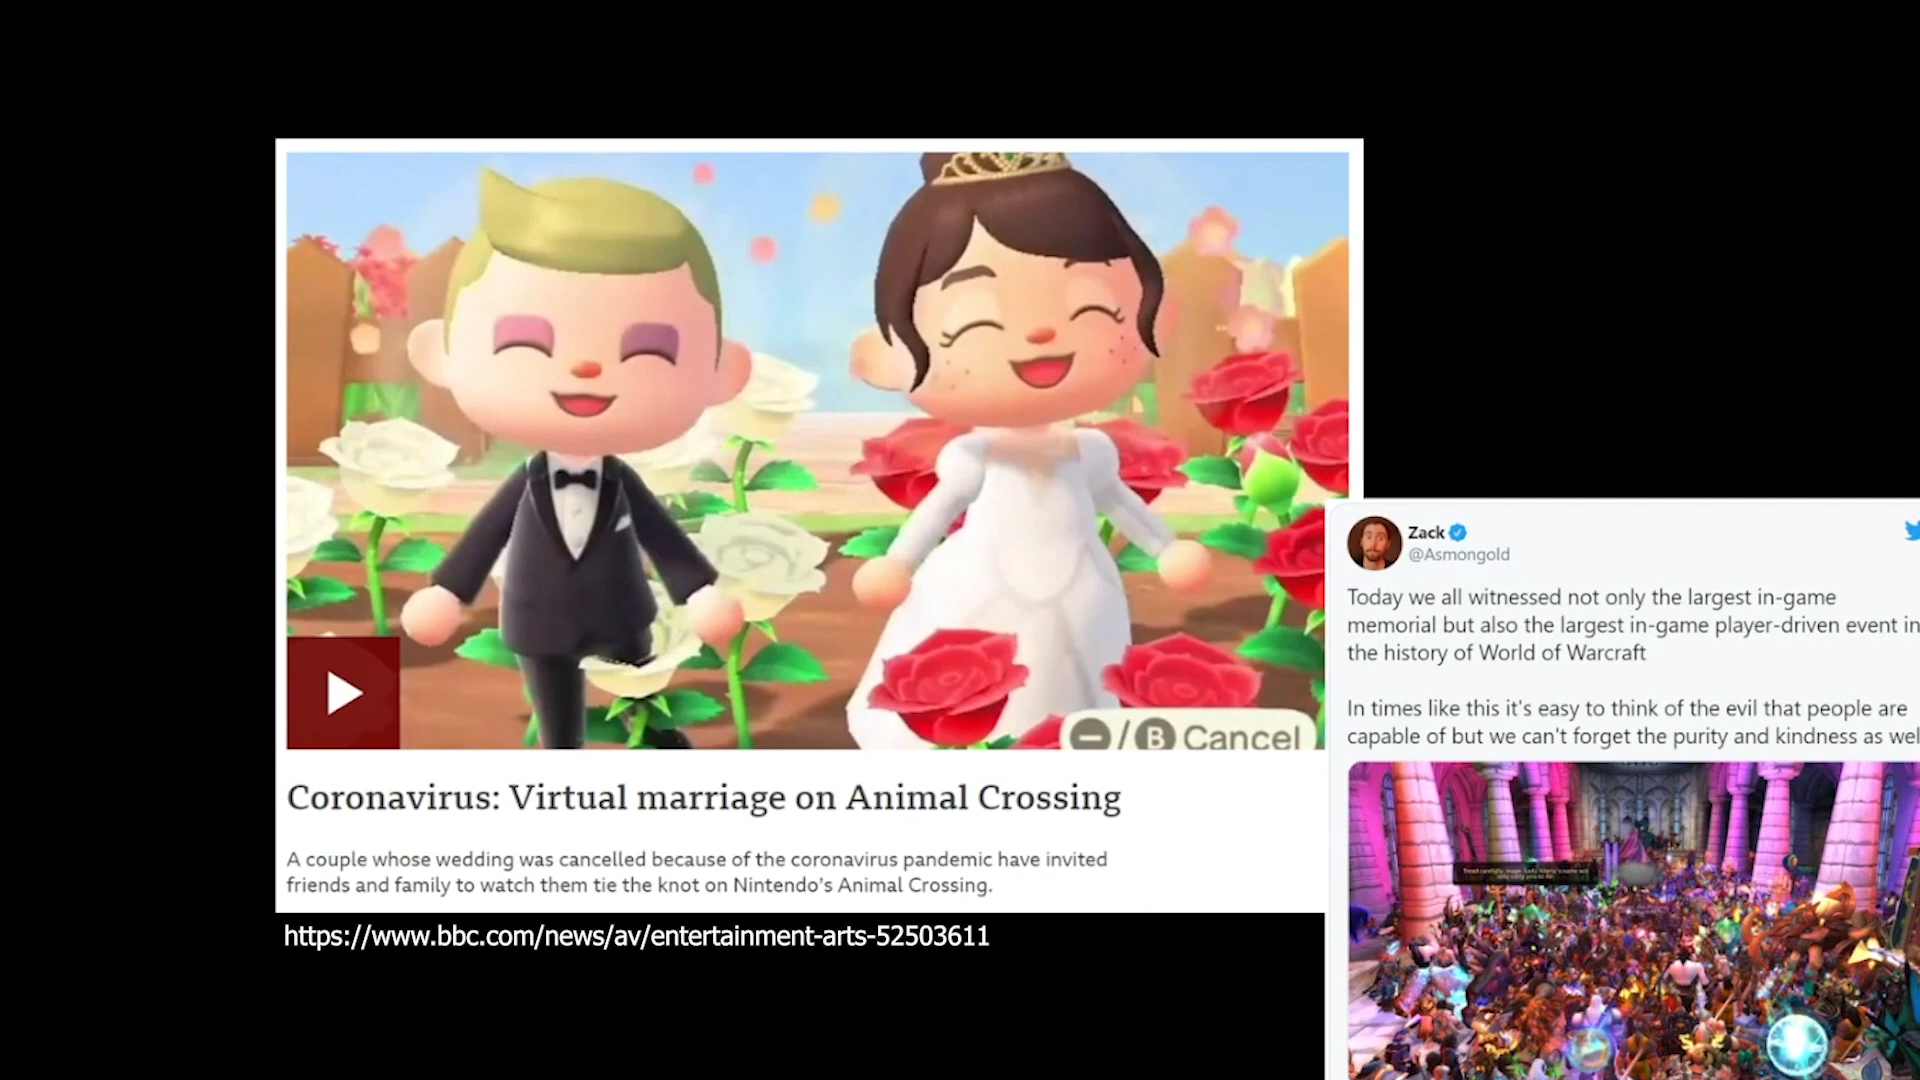 ⊖/B Cancel
Coronavirus: Virtual marriage on Animal Crossing
A couple whose wedding was cancelled because of the coronavirus pandemic have invited
friends and family to watch them tie the knot on Nintendo's Animal Crossing.
https://www.bbc.com/news/av/entertainment-arts-52503611
Zack
@Asmongold
Today we all witnessed not only the largest in-game
memorial but also the largest in-game player-driven event in
the history of World of Warcraft
In times like this it's easy to think of the evil that people are
capable of but we can't forget the purity and kindness as wel